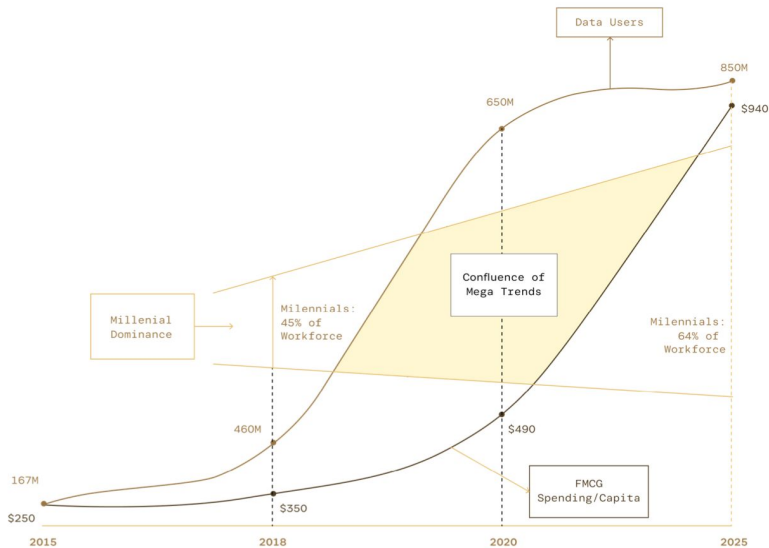 Data Users
850M
650M
$940
Confluence of
Mega Trends
Milennials:
45% of
Workforce
Millenial
Dominance
Milennials:
64% of
Workforce
460M
$490
167M
FMCG
Spending/Capita
$350
$250
2015
2018
2020
2025